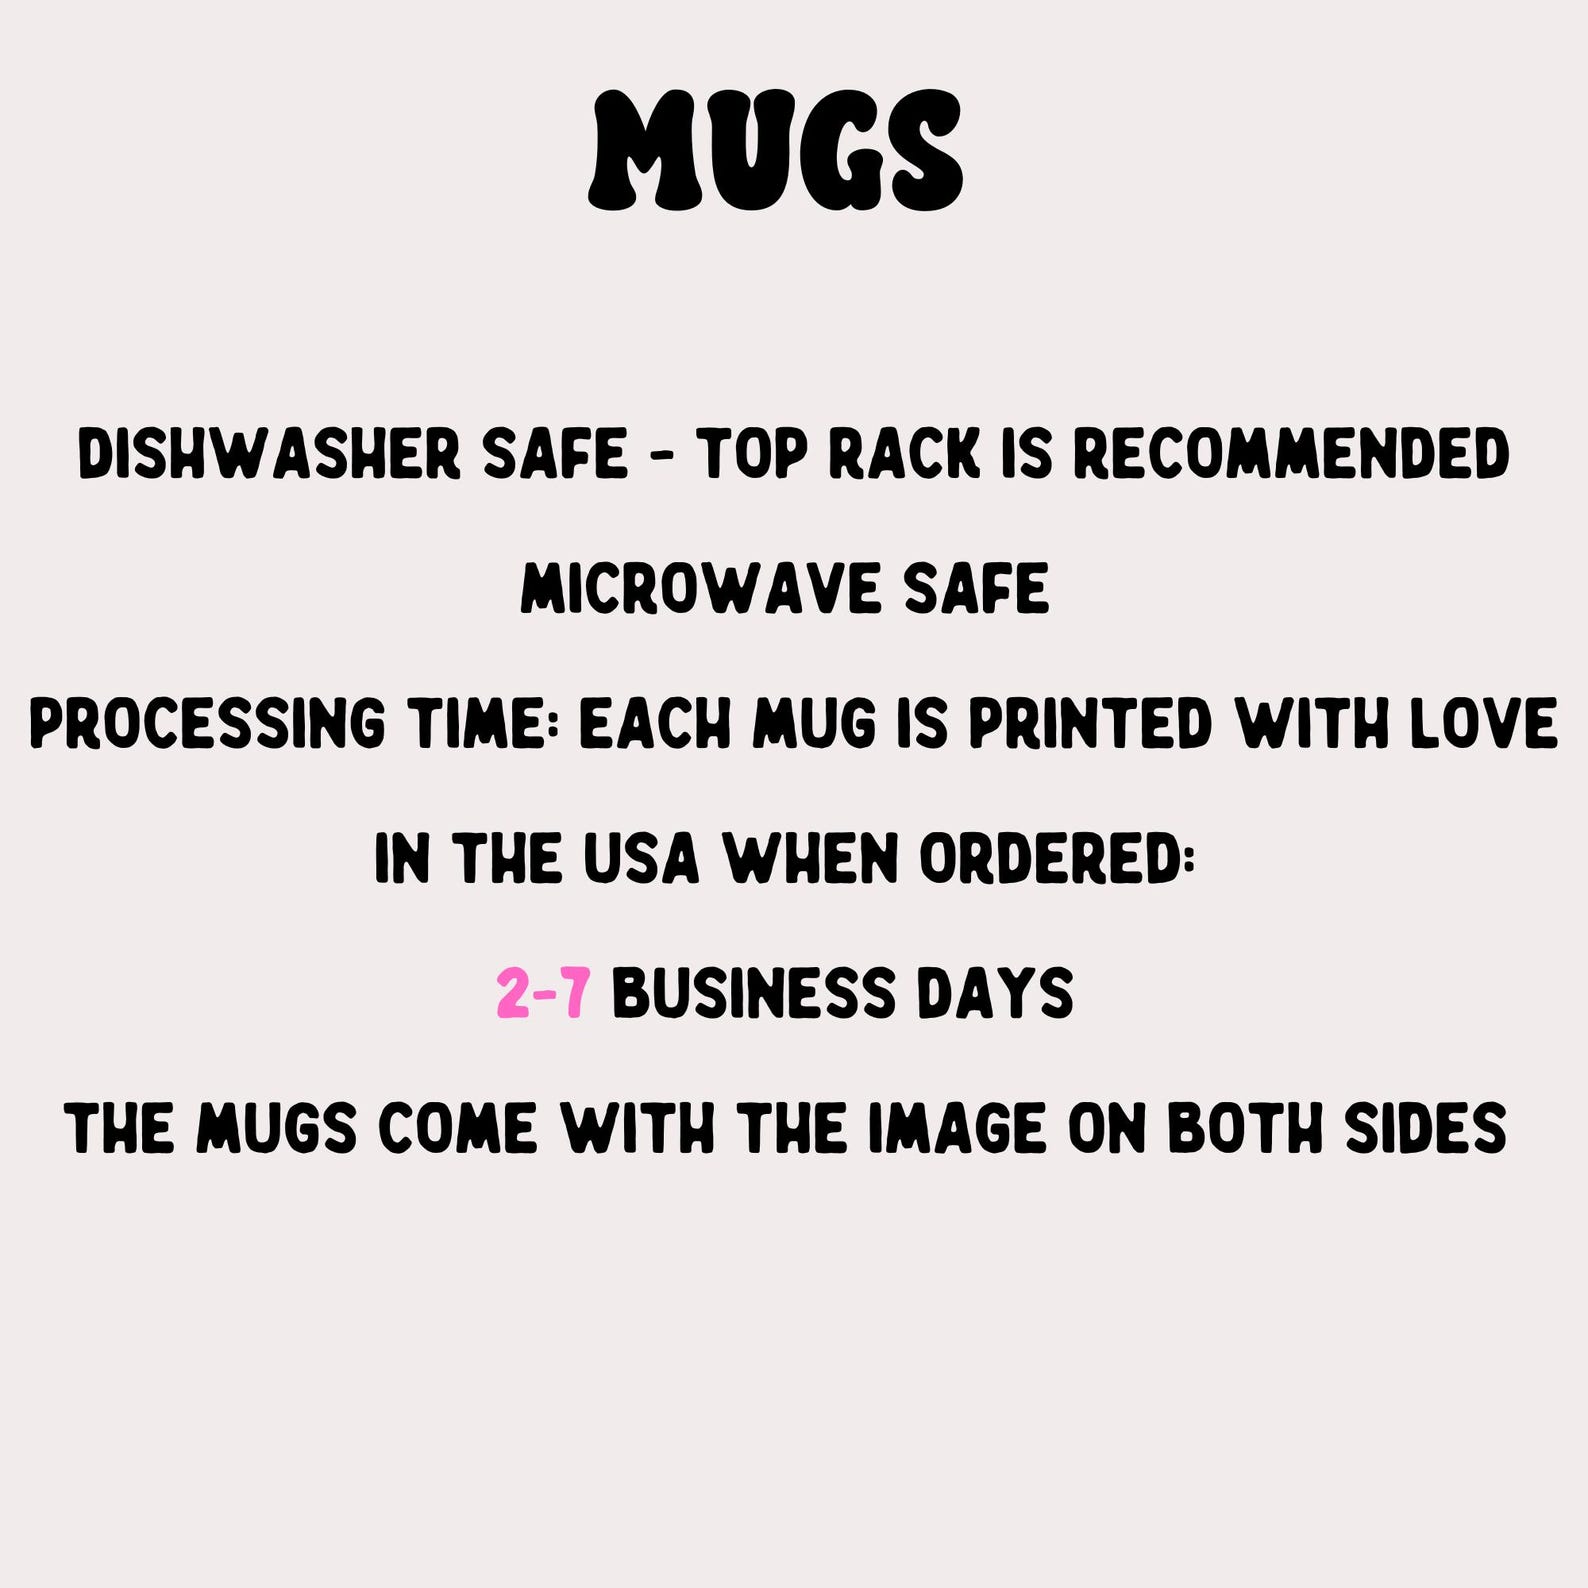 MUGS
DISHWASHER SAFE - TOP RACK IS RECOMMENDED
MICROWAVE SAFE
PROCESSING TIME: EACH MUG IS PRINTED WITH LOVE
IN THE USA WHEN ORDERED:
2-7 BUSINESS DAYS
THE MUGS COME WITH THE IMAGE ON BOTH SIDES